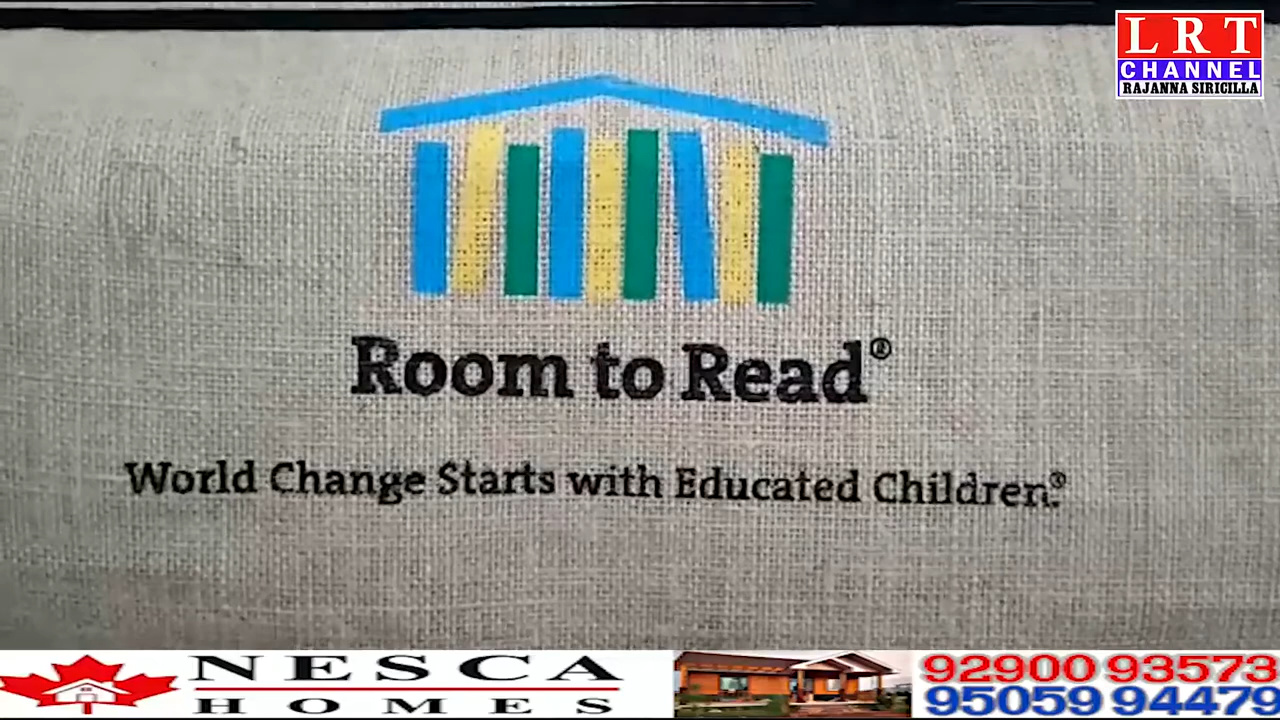 LRT
CHANNEL
RAJANNA SIRICILLA
Room to Read®
World Change Starts with Educated Children.®
NESCA
HOMES
92900 93573
95059 94479